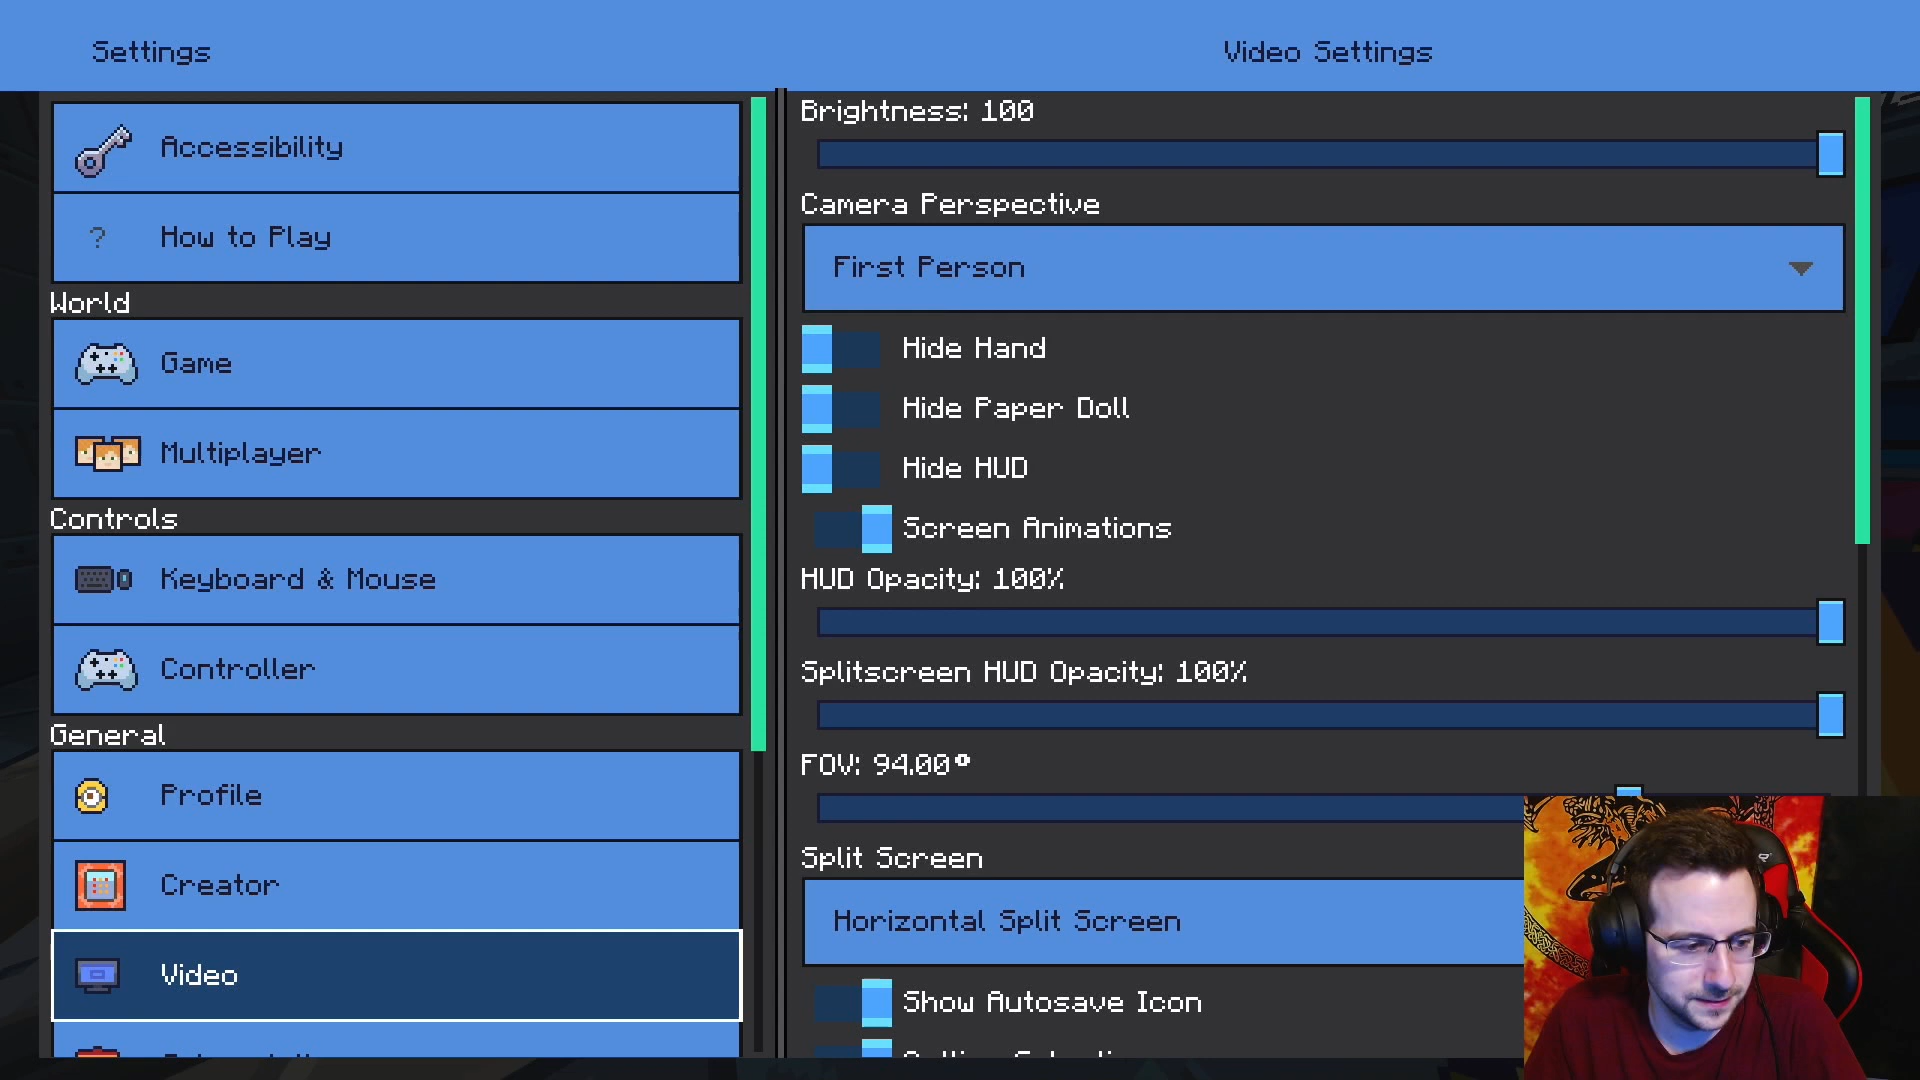 Settings
Video Settings
Accessibility
How to Play
World
Game
Multiplayer
Controls
Keyboard & Mouse
Controller
General
Profile
Creator
Video
Brightness: 100
Camera Perspective
First Person
Hide Hand
Hide Paper Doll
Hide HUD
Screen Animations
HUD Opacity: 100%
Splitscreen HUD Opacity: 100%
FOV: 94.00°
Split Screen
Horizontal Split Screen
Show Autosave Icon